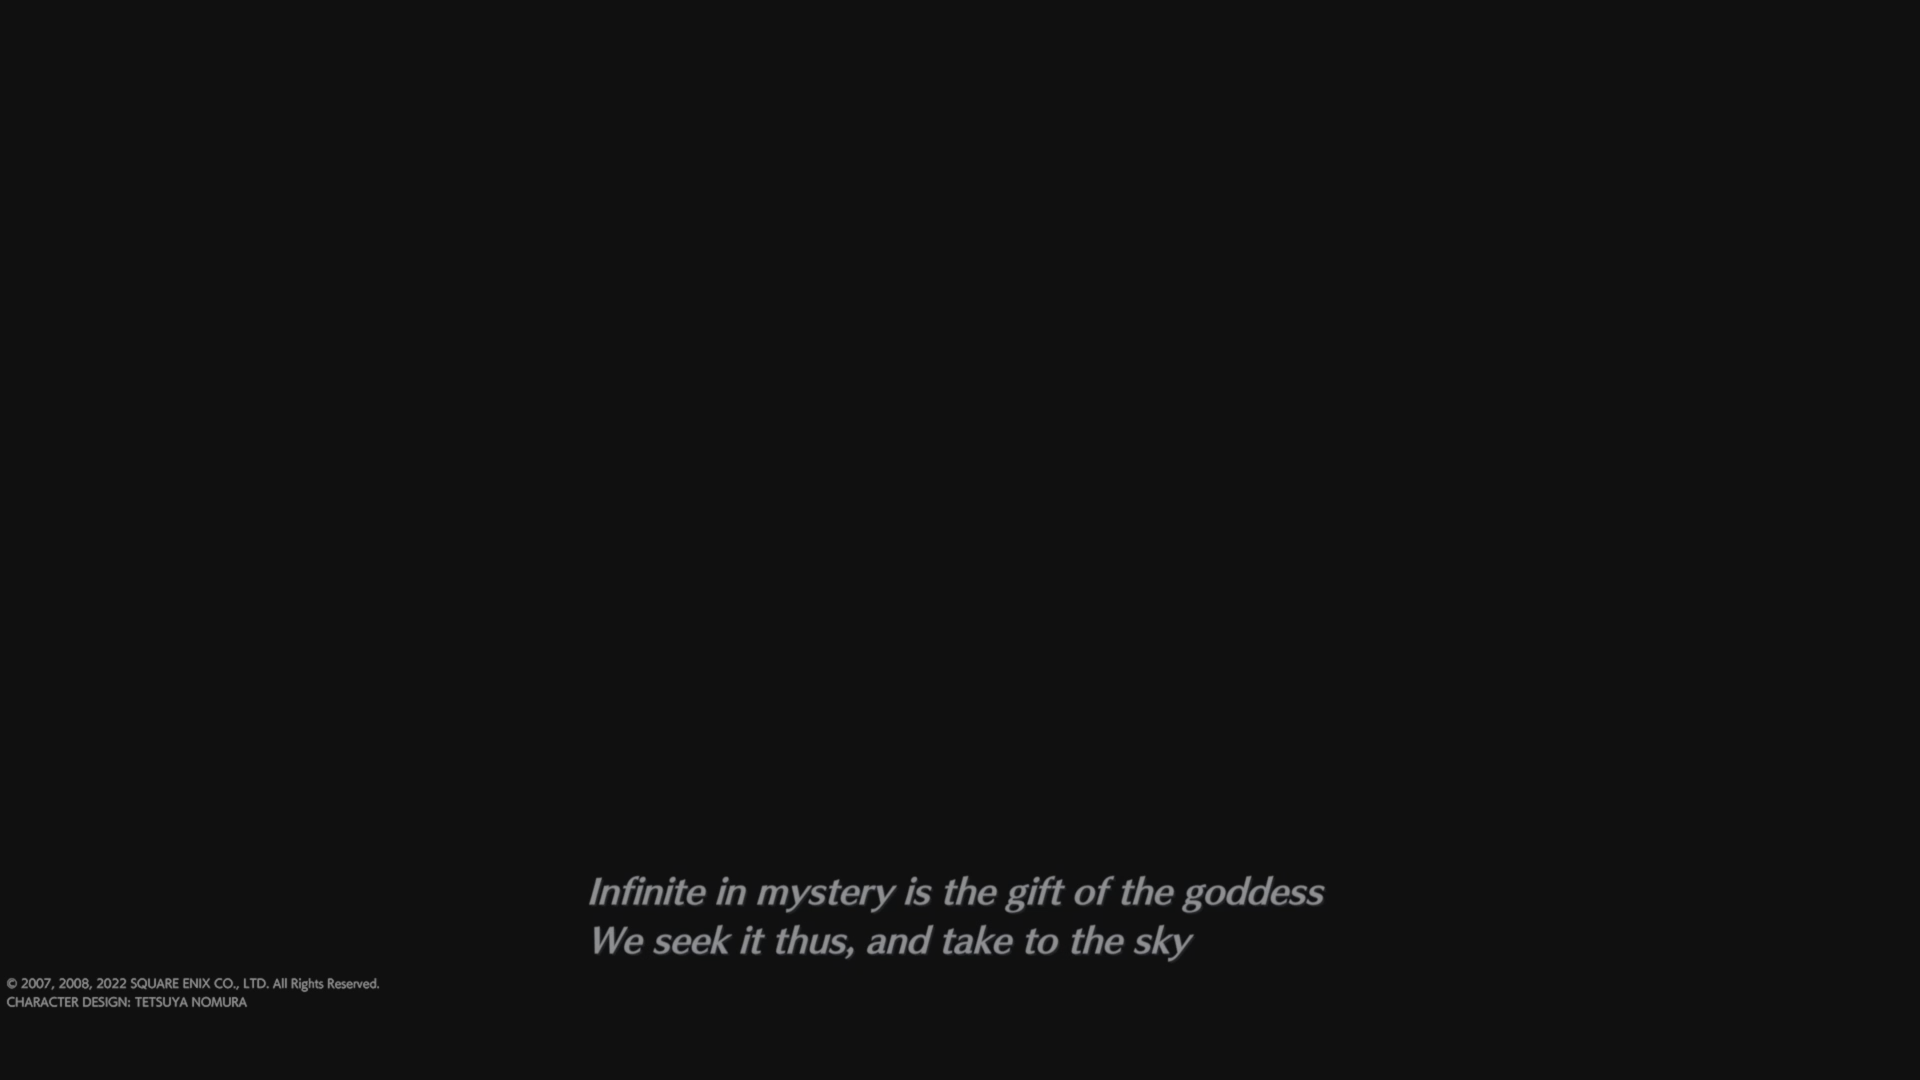 Infinite in mystery is the gift of the goddess
We seek it thus, and take to the sky
© 2007, 2008, 2022 SQUARE ENIX CO., LTD. All Rights Reserved.
CHARACTER DESIGN: TETSUYA NOMURA